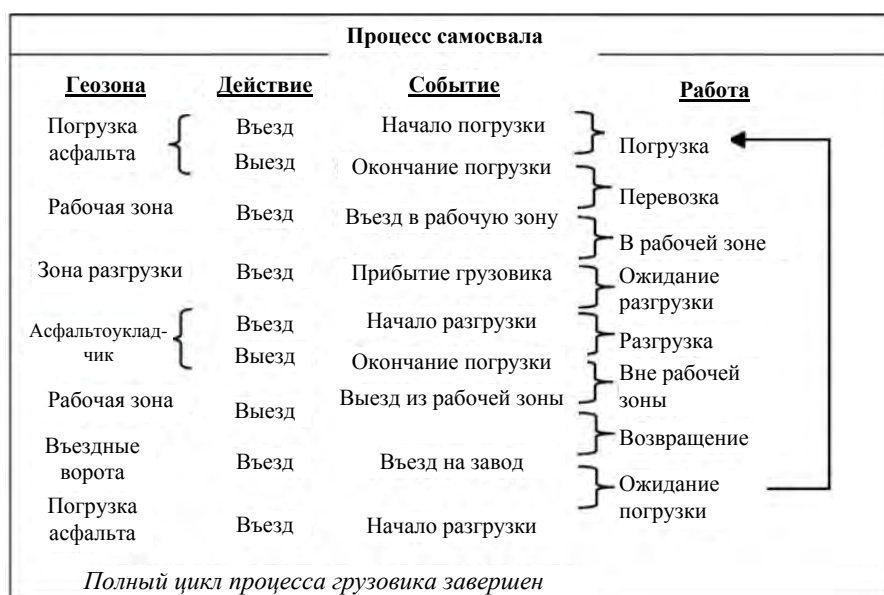 Процесс самосвала
Геозона Действие Событие Работа
Погрузка
асфальта
Въезд Начало погрузки
Погрузка
Выезд Окончание погрузки
Перевозка
Рабочая зона Въезд Въезд в рабочую зону
В рабочей зоне
Зона разгрузки Въезд Прибытие грузовика
Ожидание
разгрузки
Асфальтоуклад-
чик
Въезд Начало разгрузки
Разгрузка
Выезд Окончание погрузки
Вне рабочей
зоны
Рабочая зона Выезд Выезд из рабочей зоны
Возвращение
Въездные
ворота
Въезд Въезд на завод
Ожидание
погрузки
Погрузка
асфальта
Въезд Начало разгрузки
Полный цикл процесса грузовика завершен